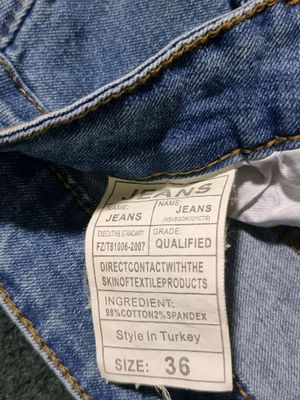 JEANS
NAME: JEANS
NAME: JEANS
EXECUTIVE STANDARD
FZ/T81006-2007
GRADE: QUALIFIED
DIRECTCONTACTWITHTHE
SKINOFTEXTILEPRODUCTS
INGREDIENT:
98%COTTON2%SPANDEX
Style in Turkey
SIZE: 36